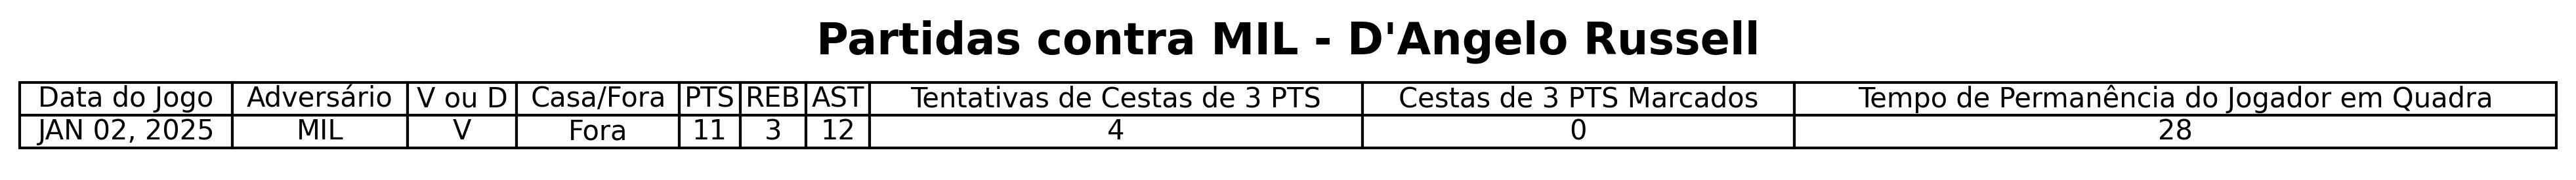 Partidas contra MIL - D'Angelo Russell
Data do Jogo Adversário V ou D Casa/Fora PTS REB AST Tentativas de Cestas de 3 PTS Cestas de 3 PTS Marcados Tempo de Permanência do Jogador em Quadra
JAN 02, 2025 MIL V Fora 11 3 12 4 0 28